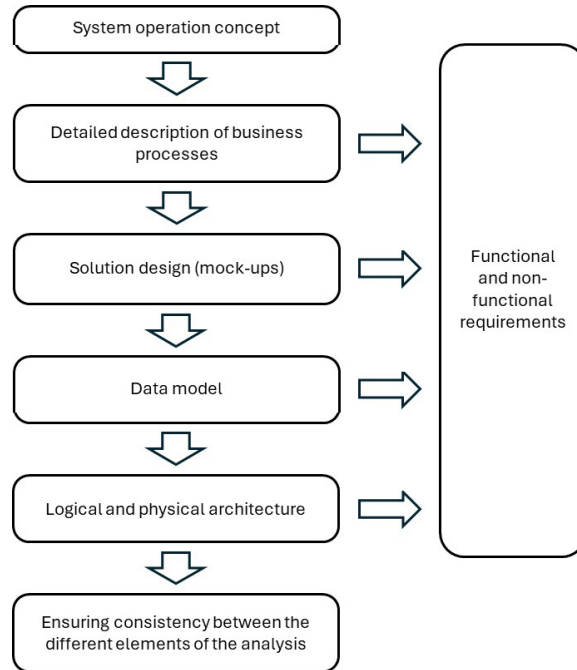 System operation concept
Detailed description of business
processes
Solution design (mock-ups)
Data model
Logical and physical architecture
Ensuring consistency between the
different elements of the analysis
Functional
and non-
functional
requirements